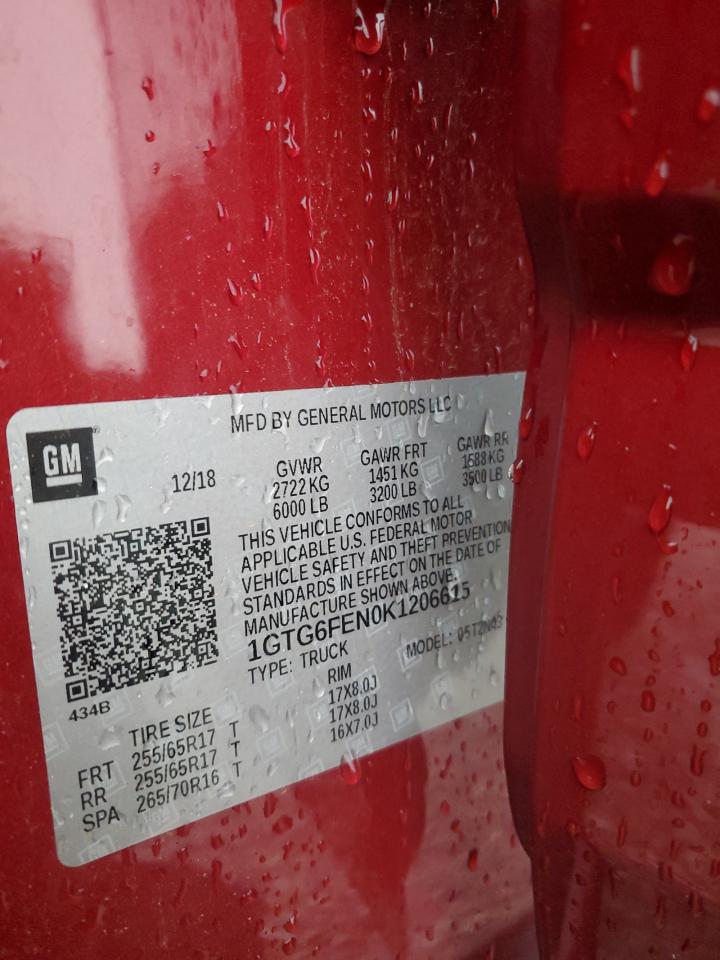 MFD BY GENERAL MOTORS LLC
GM
12/18
GVWR
2722 KG
6000 LB
GAWR FRT
1451 KG
3200 LB
GAWR RR
1588 KG
3500 LB
THIS VEHICLE CONFORMS TO ALL
APPLICABLE U.S. FEDERAL MOTOR
VEHICLE SAFETY AND THEFT PREVENTION
STANDARDS IN EFFECT ON THE DATE OF
MANUFACTURE SHOWN ABOVE.
1GTG6FEN0K1206615
TYPE: TRUCK
MODEL:
434B
TIRE SIZE RIM
FRT 255/65R17 T 17X8.0J
RR 255/65R17 T 17X8.0J
SPA 265/70R16 T 16X7.0J